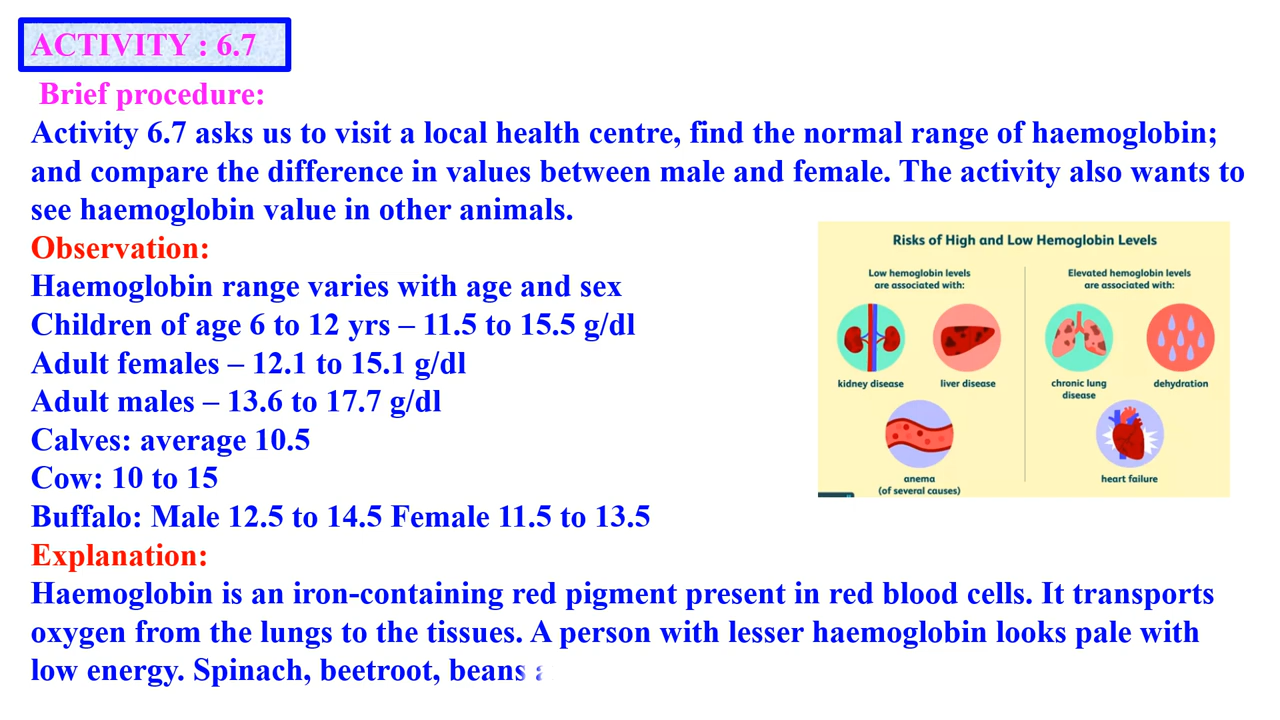 ACTIVITY : 6.7
Brief procedure:
Activity 6.7 asks us to visit a local health centre, find the normal range of haemoglobin;
and compare the difference in values between male and female. The activity also wants to
see haemoglobin value in other animals.
Observation:
Haemoglobin range varies with age and sex
Children of age 6 to 12 yrs – 11.5 to 15.5 g/dl
Adult females – 12.1 to 15.1 g/dl
Adult males – 13.6 to 17.7 g/dl
Calves: average 10.5
Cow: 10 to 15
Buffalo: Male 12.5 to 14.5 Female 11.5 to 13.5
Explanation:
Haemoglobin is an iron-containing red pigment present in red blood cells. It transports
oxygen from the lungs to the tissues. A person with lesser haemoglobin looks pale with
low energy. Spinach, beetroot, beans
Risks of High and Low Hemoglobin Levels
Low hemoglobin levels
are associated with:
kidney disease
liver disease
anema
(of several causes)
Elevated hemoglobin levels
are associated with:
chronic lung
disease
dehydration
heart failure